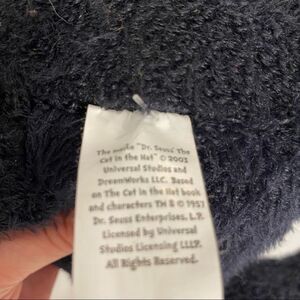 The movie "Dr. Seuss' The
Cat in the Hat" © 2003
Universal Studios and
DreamWorks LLC. Based
on The Cat in the Hat book
and characters TM & © 1957
Dr. Seuss Enterprises, L.P.
Licensed by Universal
Studios Licensing LLLP.
All Rights Reserved.